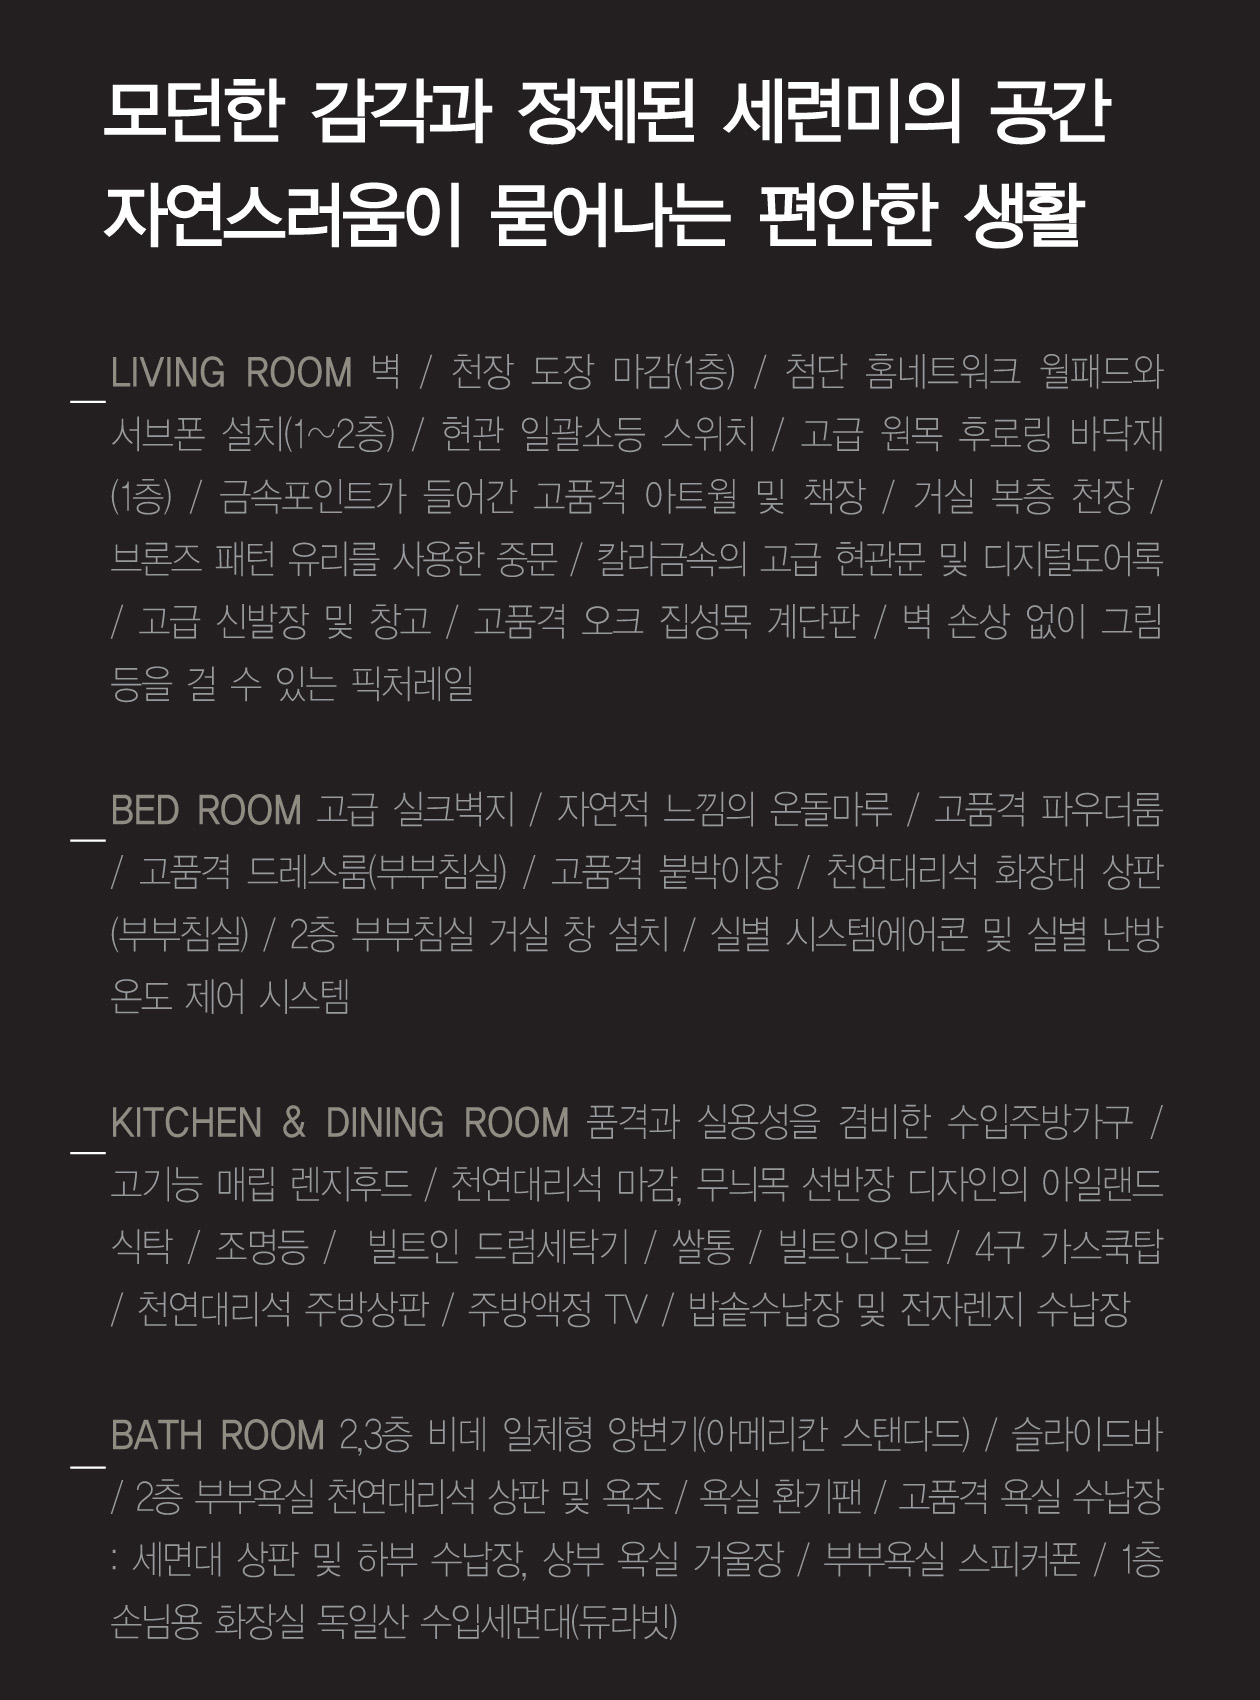 모던한 감각과 정제된 세련미의 공간
자연스러움이 묻어나는 편안한 생활
LIVING ROOM 벽 / 천장 도장 마감(1층) / 첨단 홈네트워크 월패드와
서브폰 설치(1~2층) / 현관 일괄소등 스위치 / 고급 원목 후로링 바닥재
(1층) / 금속포인트가 들어간 고품격 아트월 및 책장 / 거실 복층 천장 /
브론즈 패턴 유리를 사용한 중문 / 칼라금속의 고급 현관문 및 디지털도어록
/ 고급 신발장 및 창고 / 고품격 오크 집성목 계단판 / 벽 손상 없이 그림
등을 걸 수 있는 픽처레일
BED ROOM 고급 실크벽지 / 자연적 느낌의 온돌마루 / 고품격 파우더룸
/ 고품격 드레스룸(부부침실) / 고품격 붙박이장 / 천연대리석 화장대 상판
(부부침실) / 2층 부부침실 거실 창 설치 / 실별 시스템에어콘 및 실별 난방
온도 제어 시스템
KITCHEN & DINING ROOM 품격과 실용성을 겸비한 수입주방가구 /
고기능 매립 렌지후드 / 천연대리석 마감, 무늬목 선반장 디자인의 아일랜드
식탁 / 조명등 / 빌트인 드럼세탁기 / 쌀통 / 빌트인오븐 / 4구 가스쿡탑
/ 천연대리석 주방상판 / 주방액정 TV / 밥솥수납장 및 전자렌지 수납장
BATH ROOM 2,3층 비데 일체형 양변기(아메리칸 스탠다드) / 슬라이드바
/ 2층 부부욕실 천연대리석 상판 및 욕조 / 욕실 환기팬 / 고품격 욕실 수납장
: 세면대 상판 및 하부 수납장, 상부 욕실 거울장 / 부부욕실 스피커폰 / 1층
손님용 화장실 독일산 수입세면대(듀라빗)